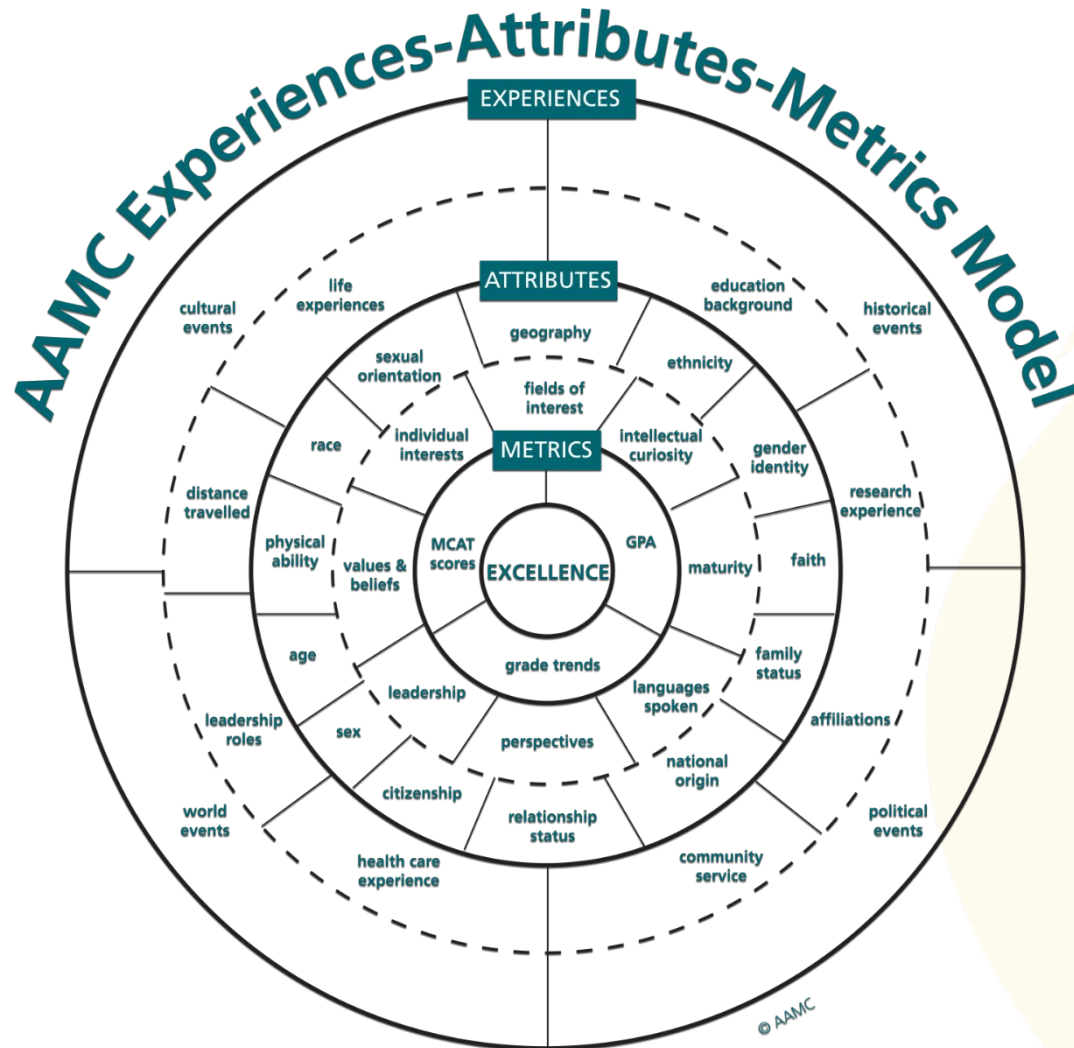 AAMC Experiences-Attributes-Metrics Model
EXPERIENCES
cultural
events
historical
events
political
events
world
events
life
experiences
education
background
research
experience
affiliations
community
service
health care
experience
leadership
roles
distance
travelled
ATTRIBUTES
geography
ethnicity
gender
identity
faith
family
status
national
origin
relationship
status
citizenship
sex
age
physical
ability
race
sexual
orientation
fields of
interest
intellectual
curiosity
maturity
languages
spoken
perspectives
leadership
values &
beliefs
individual
interests
METRICS
GPA
grade trends
MCAT
scores
EXCELLENCE
© AAMC